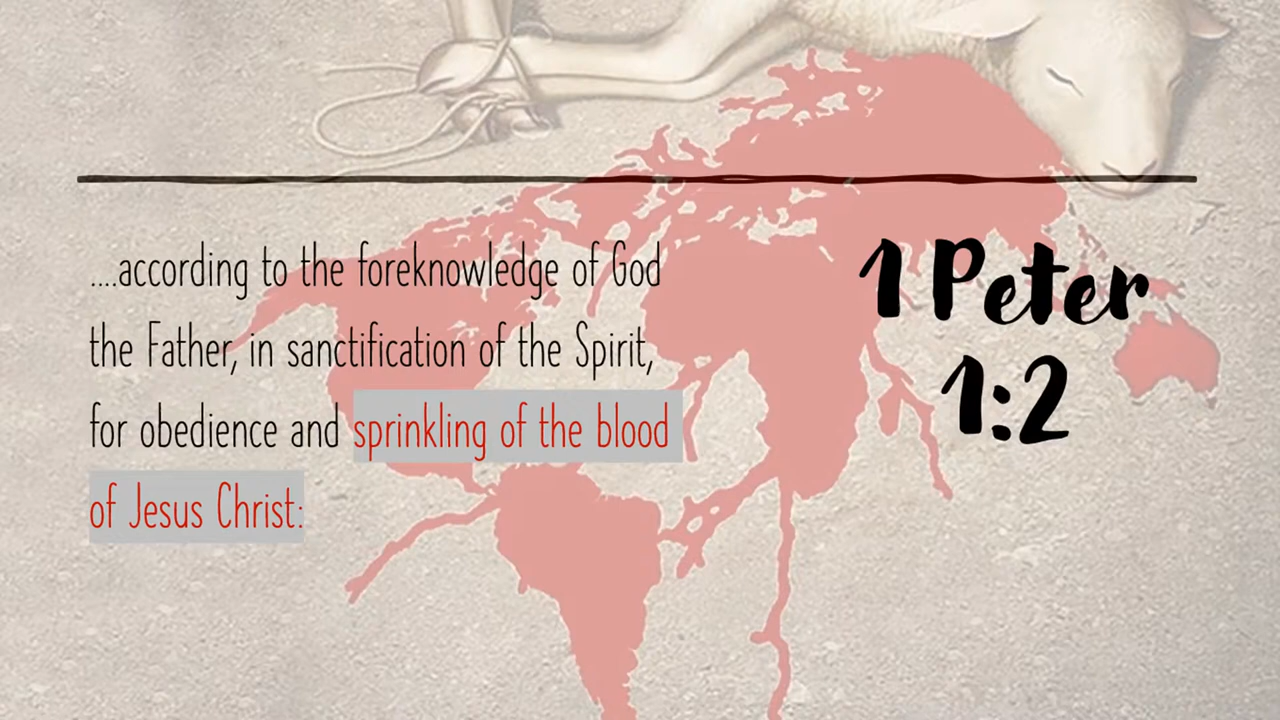 ....according to the foreknowledge of God
the Father, in sanctification of the Spirit,
for obedience and sprinkling of the blood
of Jesus Christ:
1 Peter
1:2